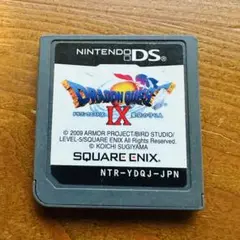 NINTENDO DS
DRAGON QUEST
IX
© 2009 ARMOR PROJECT/BIRD STUDIO/
LEVEL-5/SQUARE ENIX All Rights Reserved.
© KOICHI SUGIYAMA
SQUARE ENIX.
NTR-YDQJ-JPN